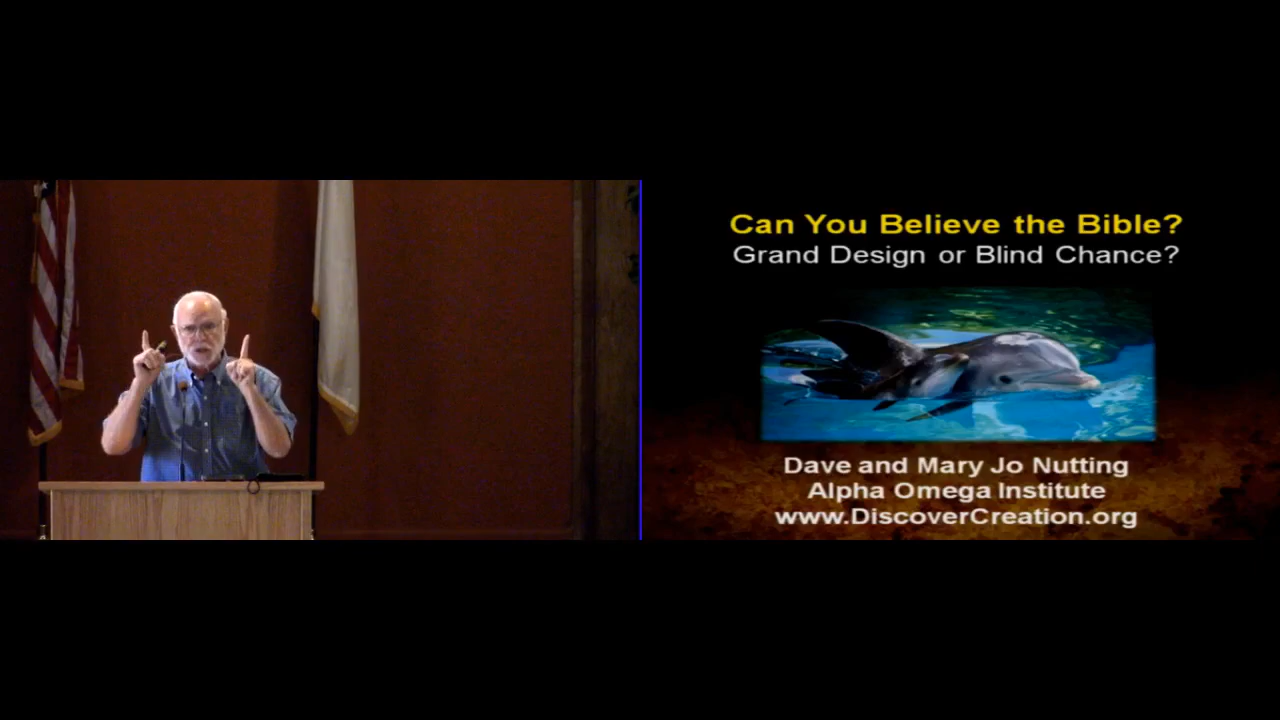 Can You Believe the Bible?
Grand Design or Blind Chance?
Dave and Mary Jo Nutting
Alpha Omega Institute
www.DiscoverCreation.org